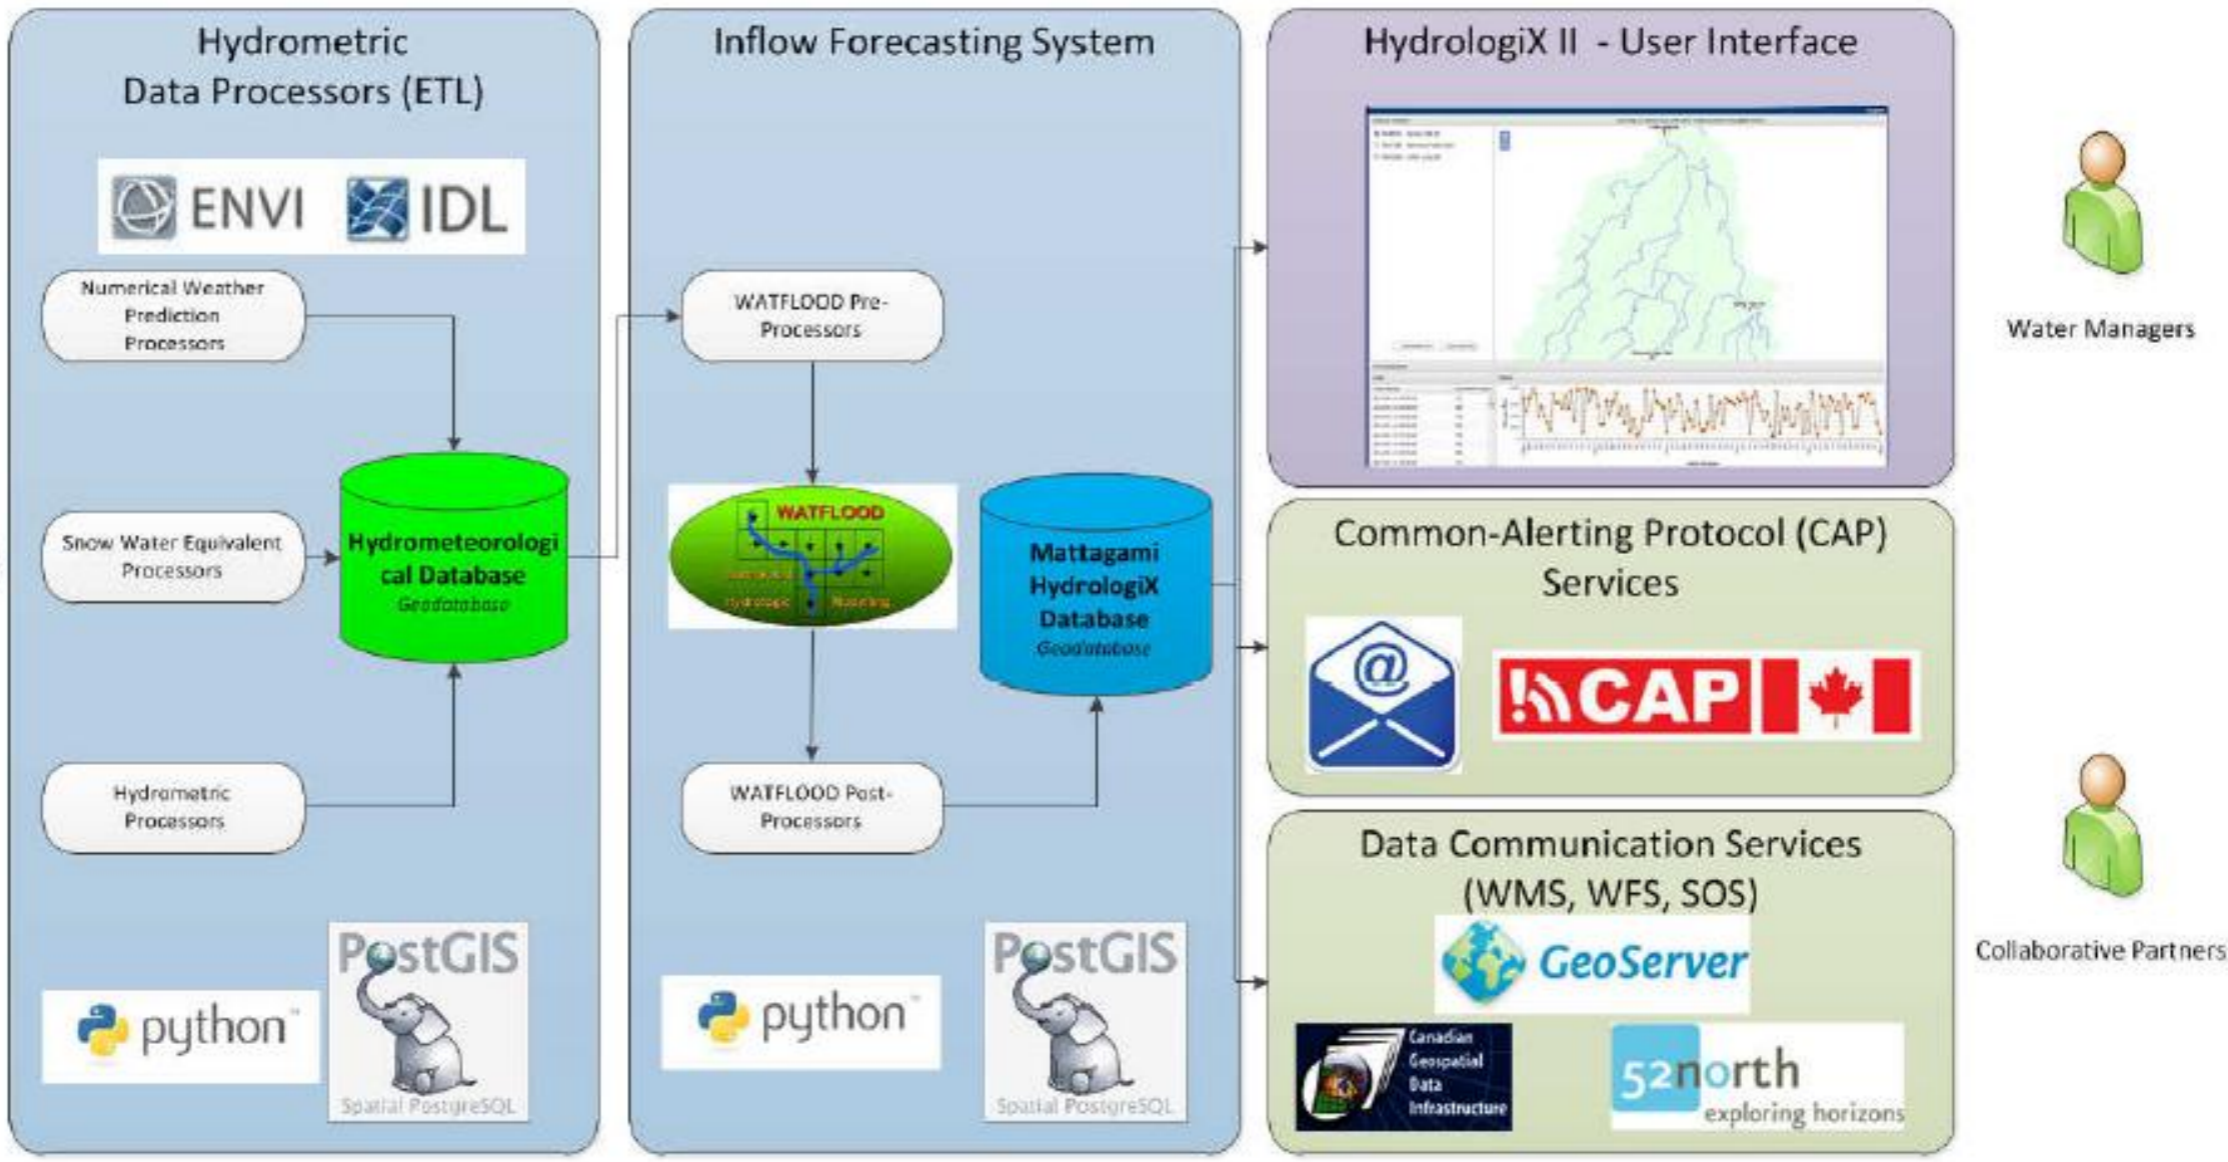 Hydrometric
Data Processors (ETL)
ENVI
IDL
Numerical Weather
Prediction
Processors
Snow Water Equivalent
Processors
Hydrometric
Processors
Hydrometeorologi
cal Database
Geodatabase
python
PostGIS
Spatial PostgreSQL
Inflow Forecasting System
WATFLOOD Pre-
Processors
WATFLOOD
Hydrologic
Modelling
WATFLOOD Post-
Processors
Mattagami
HydrologiX
Database
Geodatabase
python
PostGIS
Spatial PostgreSQL
HydrologiX II - User Interface
Common-Alerting Protocol (CAP)
Services
@
CAP
Data Communication Services
(WMS, WFS, SOS)
GeoServer
Canadian
Geospatial
Data
Infrastructure
52north
exploring horizons
Water Managers
Collaborative Partners